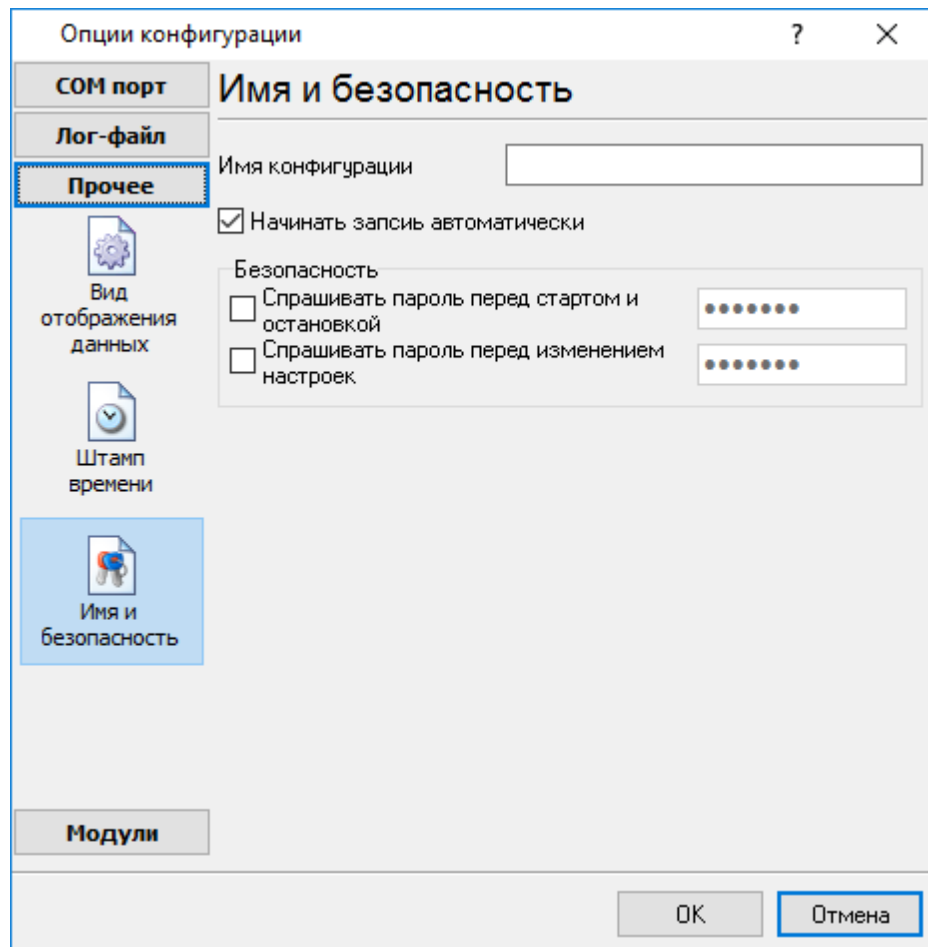 Опции конфигурации
?
COM порт
Имя и безопасность
Лог-файл
Прочее
Имя конфигурации
Начинать запсиь автоматически
Безопасность
Спрашивать пароль перед стартом и
остановкой
•••••••
Спрашивать пароль перед изменением
настроек
•••••••
Вид
отображения
данных
Штамп
времени
Имя и
безопасность
Модули
OK
Отмена